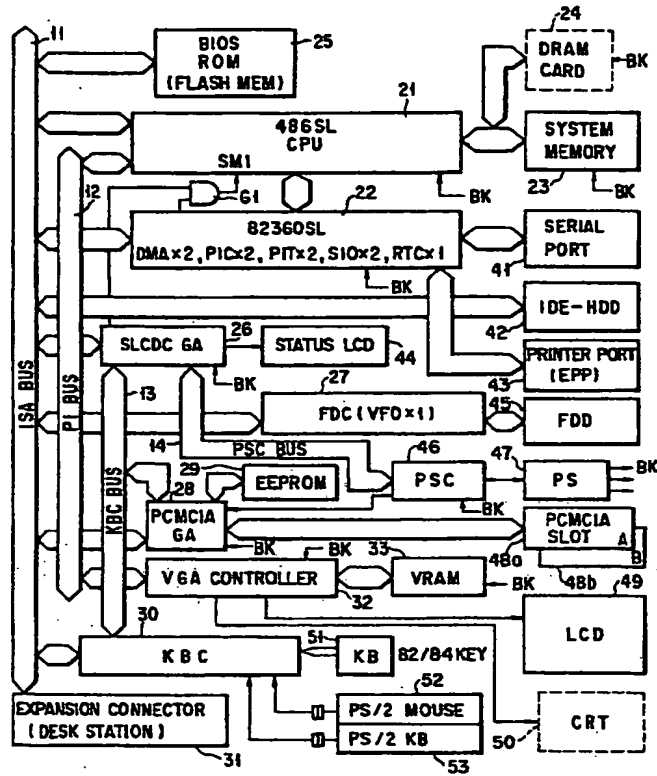 11
BIOS
ROM
(FLASH MEM)
25
24
DRAM
CARD
BK
21
486SL
CPU
SM1
BK
SYSTEM
MEMORY
23
BK
12
G1
22
82360SL
DMA×2, PIC×2, PIT×2, SIO×2, RTC×1
BK
SERIAL
PORT
41
IDE-HDD
42
26
SLCDC GA
BK
STATUS LCD
44
PRINTER PORT
(EPP)
43
ISA BUS
PI BUS
13
27
FDC (VFO×1)
45
FDD
14
PSC BUS
KBC BUS
29
EEPROM
46
PSC
BK
47
PS
BK
BK
28
PCMCIA
GA
BK
PCMCIA
SLOT
A
B
48a
48b
VGA CONTROLLER
BK
32
33
VRAM
BK
49
LCD
30
KBC
51
KB
82/84KEY
52
PS/2 MOUSE
PS/2 KB
53
CRT
50
EXPANSION CONNECTOR
(DESK STATION)
31